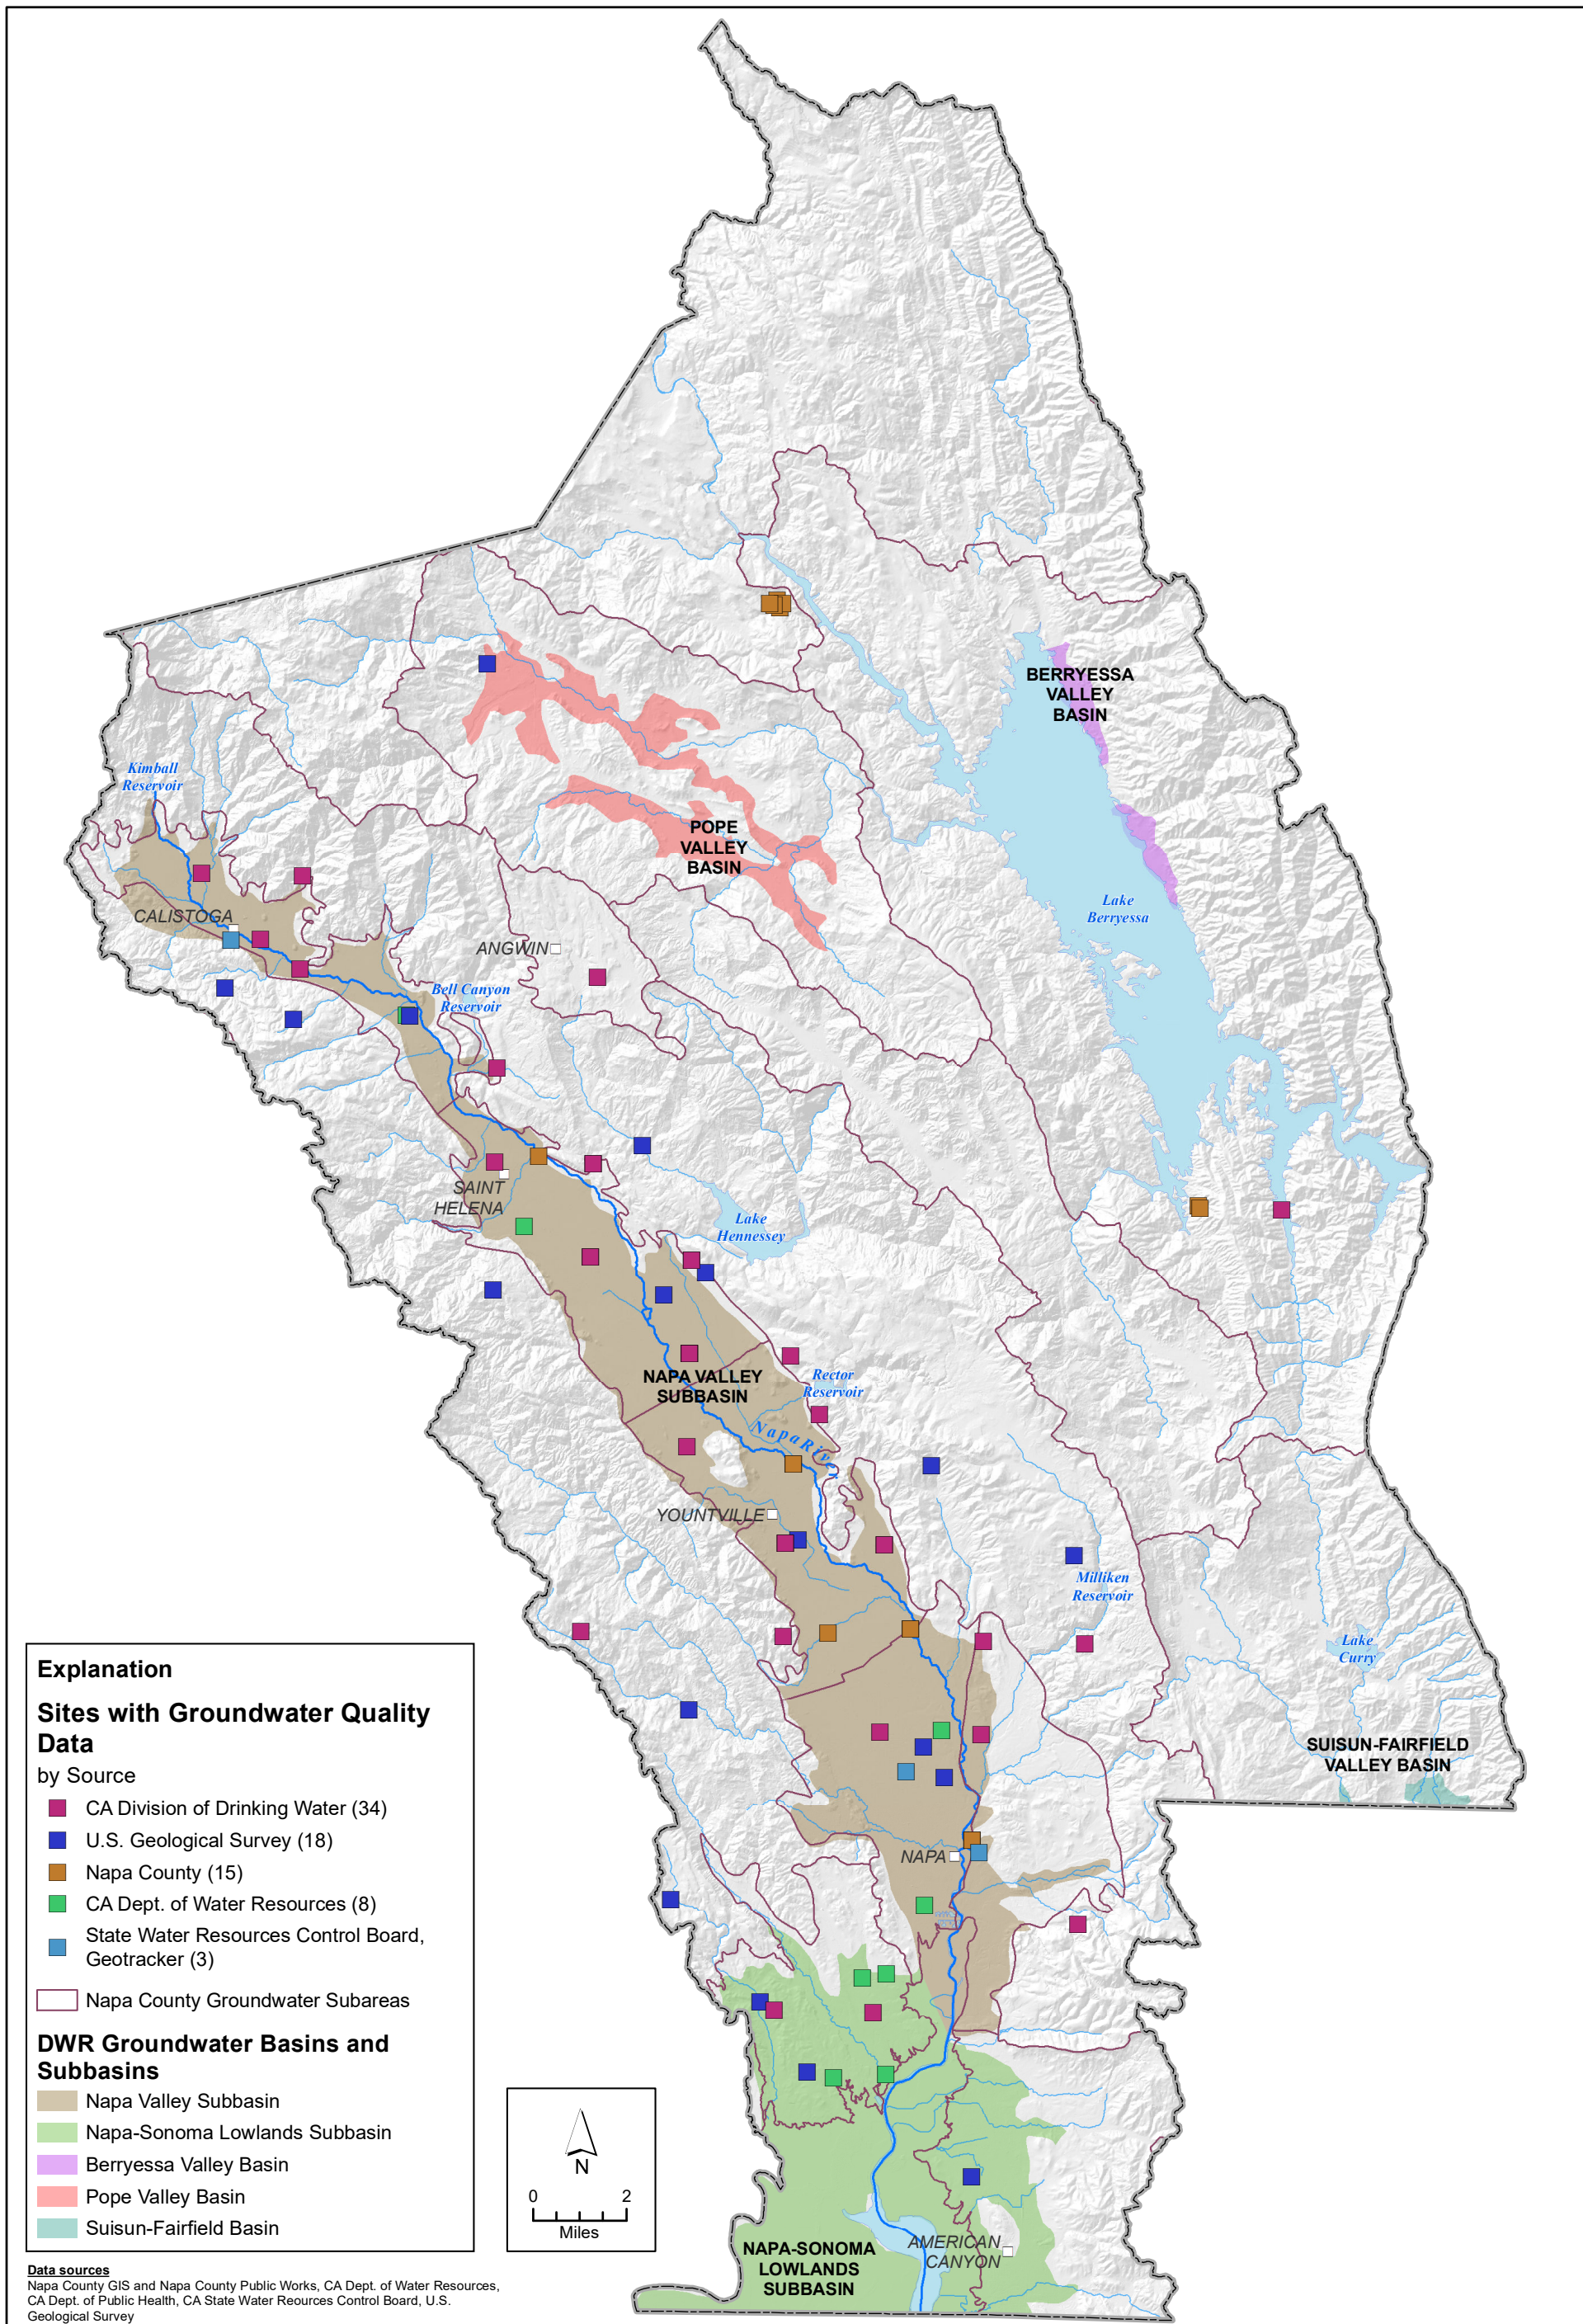 BERRYESSA
VALLEY
BASIN
Kimball
Reservoir
POPE
VALLEY
BASIN
Lake
Berryessa
CALISTOGA
ANGWIN
Bell Canyon
Reservoir
SAINT
HELENA
Lake
Hennessey
NAPA VALLEY
SUBBASIN
Rector
Reservoir
Napa River
YOUNTVILLE
Milliken
Reservoir
Lake
Curry
SUISUN-FAIRFIELD
VALLEY BASIN
NAPA
AMERICAN
CANYON
NAPA-SONOMA
LOWLANDS
SUBBASIN
Explanation
Sites with Groundwater Quality
Data
by Source
CA Division of Drinking Water (34)
U.S. Geological Survey (18)
Napa County (15)
CA Dept. of Water Resources (8)
State Water Resources Control Board,
Geotracker (3)
Napa County Groundwater Subareas
DWR Groundwater Basins and
Subbasins
Napa Valley Subbasin
Napa-Sonoma Lowlands Subbasin
Berryessa Valley Basin
Pope Valley Basin
Suisun-Fairfield Basin
N
0 2
Miles
Data sources
Napa County GIS and Napa County Public Works, CA Dept. of Water Resources,
CA Dept. of Public Health, CA State Water Reources Control Board, U.S.
Geological Survey